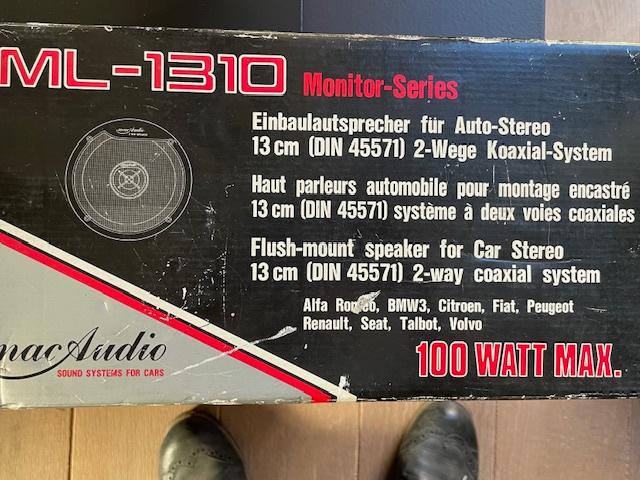 ML-1310 Monitor-Series
Einbaulautsprecher für Auto-Stereo
13 cm (DIN 45571) 2-Wege Koaxial-System
Haut parleurs automobile pour montage encastré
13 cm (DIN 45571) système à deux voies coaxiales
Flush-mount speaker for Car Stereo
13 cm (DIN 45571) 2-way coaxial system
Alfa Romeo, BMW3, Citroen, Fiat, Peugeot
Renault, Seat, Talbot, Volvo
100 WATT MAX.
macAudio
SOUND SYSTEMS FOR CARS
macAudio